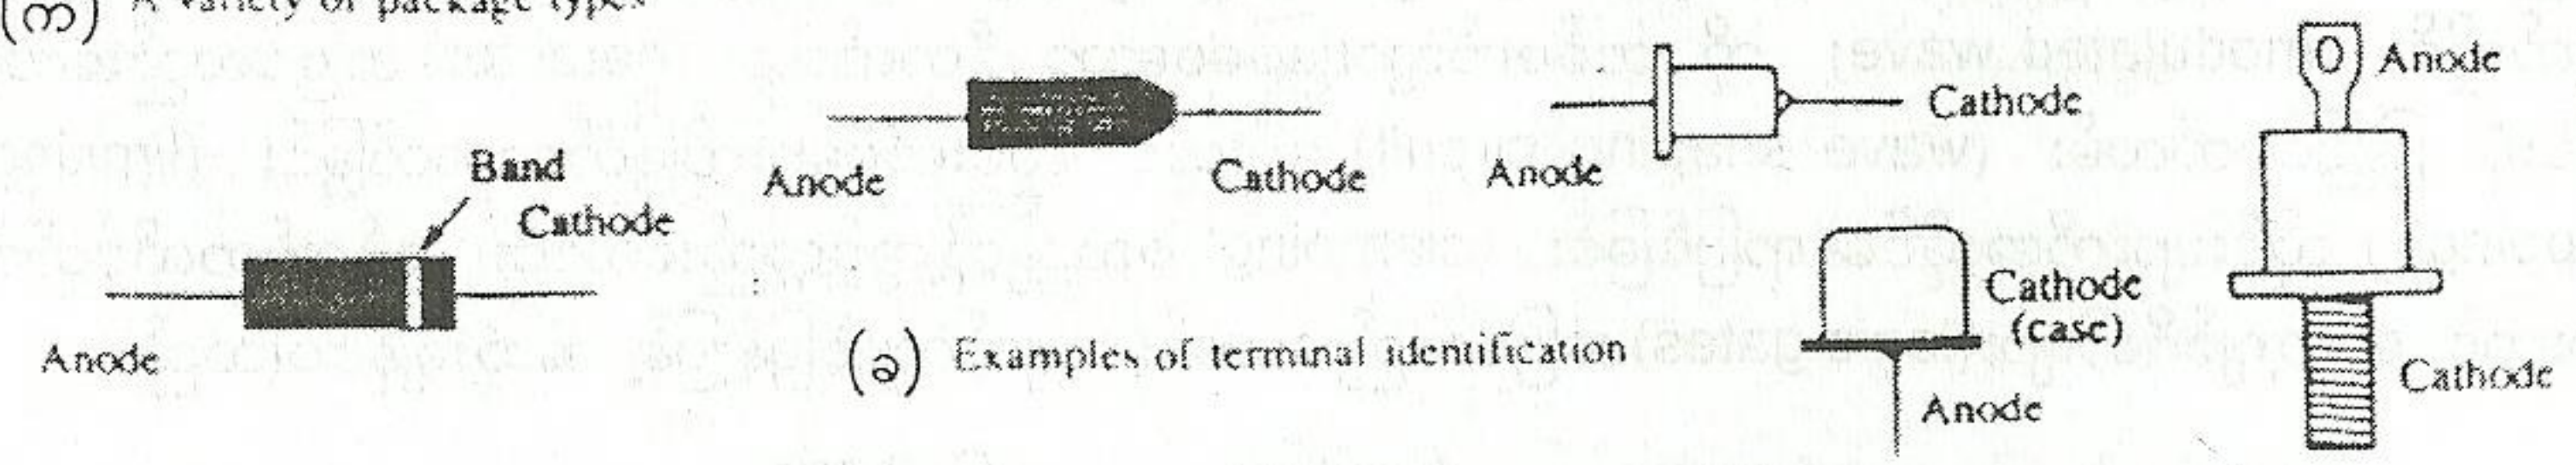 (က) A variety of package types
Anode
Band
Cathode
Anode
Cathode
Anode
Cathode
Cathode
(case)
Anode
Anode
Cathode
(ခ) Examples of terminal identification